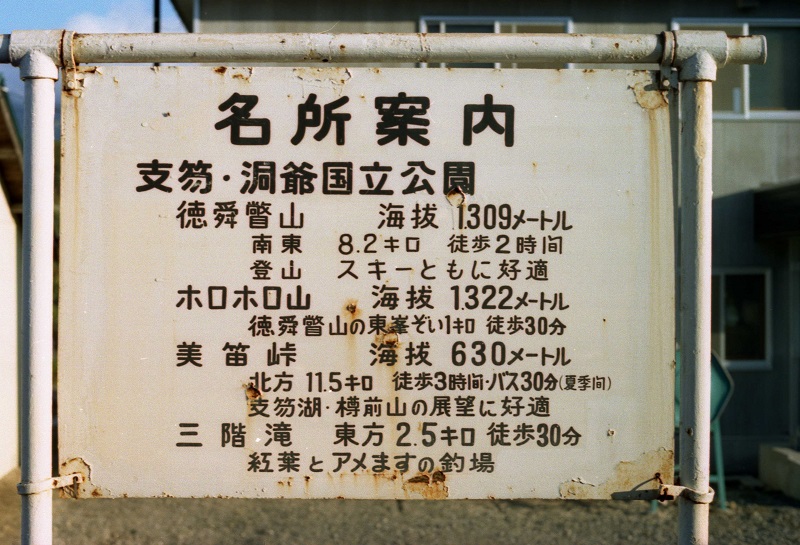 名所案内
支笏・洞爺国立公園
徳舜瞥山 海抜 1.309メートル
南東 8.2キロ 徒歩2時間
登山 スキーともに好適
ホロホロ山 海抜 1.322メートル
徳舜瞥山の東峯ぞい1キロ 徒歩30分
美笛峠 海抜 630メートル
北方 11.5キロ 徒歩3時間・バス30分(夏季間)
支笏湖・樽前山の展望に好適
三階滝 東方 2.5キロ 徒歩30分
紅葉とアメますの釣場